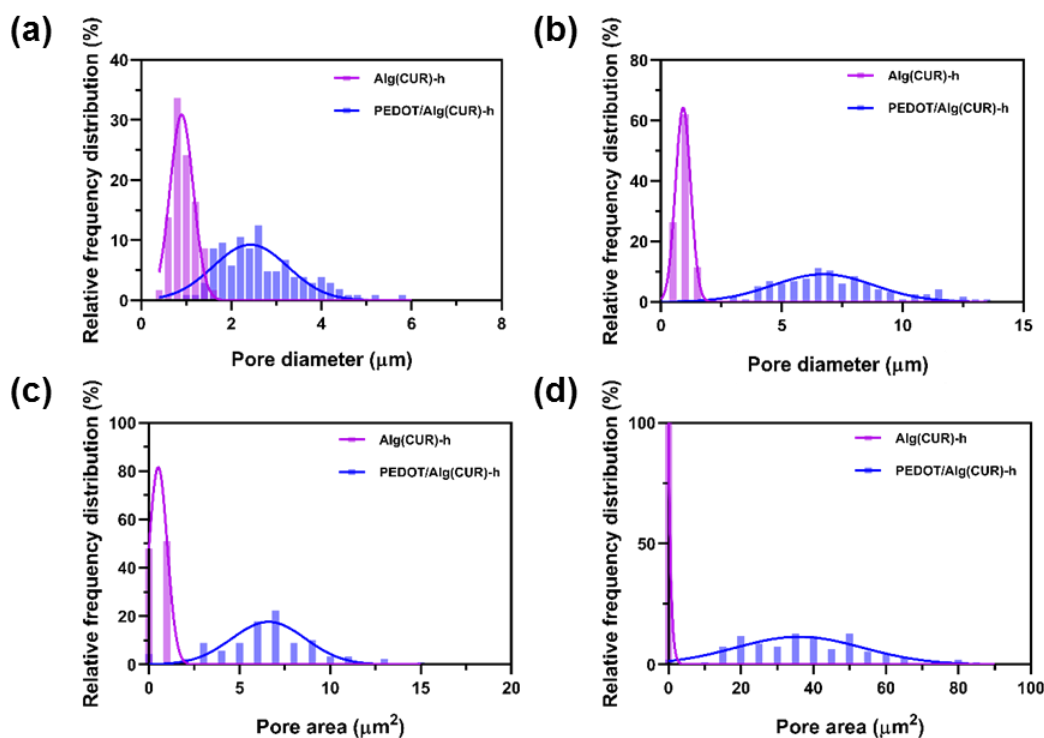 (a)
Relative frequency distribution (%)
40
30
20
10
0
Alg(CUR)-h
PEDOT/Alg(CUR)-h
0 2 4 6 8
Pore diameter (μm)
(b)
Relative frequency distribution (%)
80
60
40
20
0
Alg(CUR)-h
PEDOT/Alg(CUR)-h
0 5 10 15
Pore diameter (μm)
(c)
Relative frequency distribution (%)
100
80
60
40
20
0
Alg(CUR)-h
PEDOT/Alg(CUR)-h
0 5 10 15 20
Pore area (μm²)
(d)
Relative frequency distribution (%)
100
50
0
Alg(CUR)-h
PEDOT/Alg(CUR)-h
0 20 40 60 80 100
Pore area (μm²)